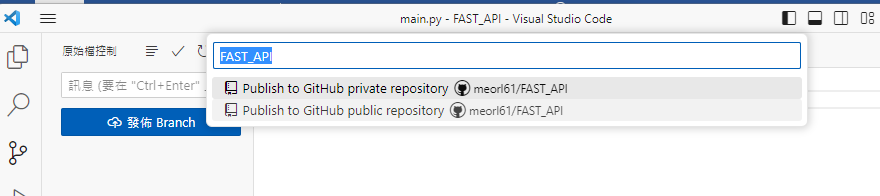 main.py - FAST_API - Visual Studio Code
原始檔控制
FAST_API
訊息 (要在 "Ctrl+Enter" ..
Publish to GitHub private repository meorl61/FAST_API
Publish to GitHub public repository meorl61/FAST_API
發佈 Branch